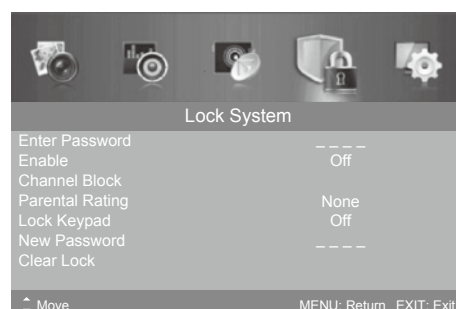 Lock System
Enter Password _ _ _ _
Enable Off
Channel Block
Parental Rating None
Lock Keypad Off
New Password _ _ _ _
Clear Lock
Move MENU: Return EXIT: Exit